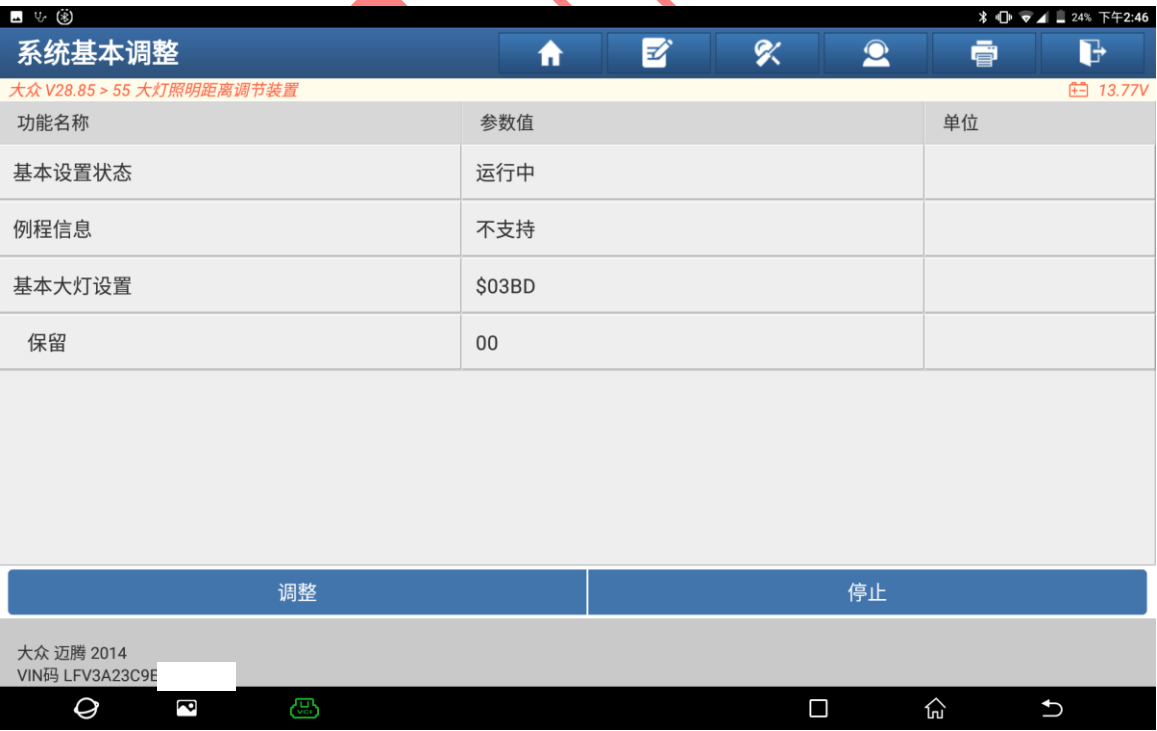 24% 下午2:46
系统基本调整
大众 V28.85 > 55 大灯照明距离调节装置 13.77V
功能名称 参数值 单位
基本设置状态 运行中
例程信息 不支持
基本大灯设置 $03BD
保留 00
调整 停止
大众 迈腾 2014
VIN码 LFV3A23C9E
VCI